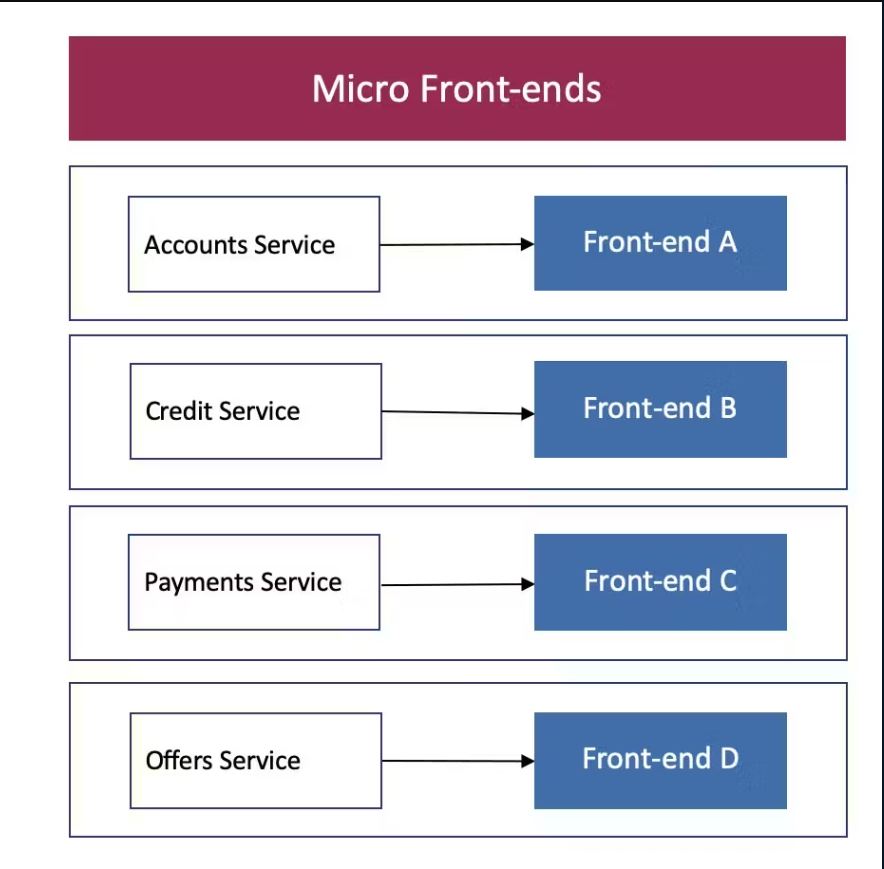 Micro Front-ends
Accounts Service
Front-end A
Credit Service
Front-end B
Payments Service
Front-end C
Offers Service
Front-end D